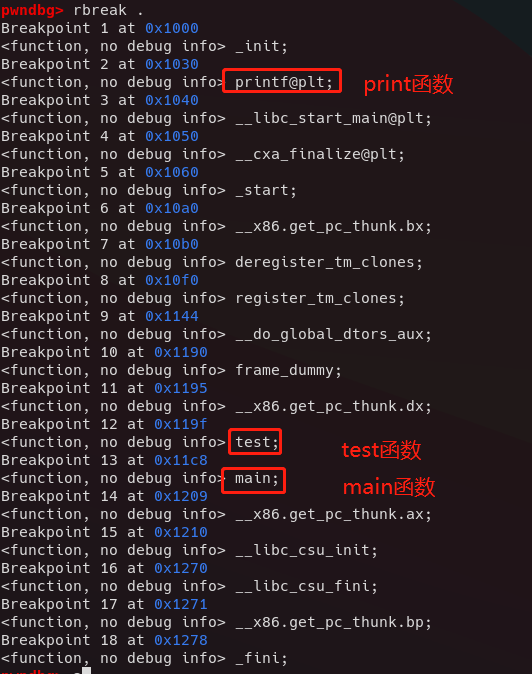 pwndbg> rbreak .
Breakpoint 1 at 0x1000
<function, no debug info> _init;
Breakpoint 2 at 0x1030
<function, no debug info> printf@plt; print函数
Breakpoint 3 at 0x1040
<function, no debug info> __libc_start_main@plt;
Breakpoint 4 at 0x1050
<function, no debug info> __cxa_finalize@plt;
Breakpoint 5 at 0x1060
<function, no debug info> _start;
Breakpoint 6 at 0x10a0
<function, no debug info> __x86.get_pc_thunk.bx;
Breakpoint 7 at 0x10b0
<function, no debug info> deregister_tm_clones;
Breakpoint 8 at 0x10f0
<function, no debug info> register_tm_clones;
Breakpoint 9 at 0x1144
<function, no debug info> __do_global_dtors_aux;
Breakpoint 10 at 0x1190
<function, no debug info> frame_dummy;
Breakpoint 11 at 0x1195
<function, no debug info> __x86.get_pc_thunk.dx;
Breakpoint 12 at 0x119f
<function, no debug info> test; test函数
Breakpoint 13 at 0x11c8
<function, no debug info> main; main函数
Breakpoint 14 at 0x1209
<function, no debug info> __x86.get_pc_thunk.ax;
Breakpoint 15 at 0x1210
<function, no debug info> __libc_csu_init;
Breakpoint 16 at 0x1270
<function, no debug info> __libc_csu_fini;
Breakpoint 17 at 0x1271
<function, no debug info> __x86.get_pc_thunk.bp;
Breakpoint 18 at 0x1278
<function, no debug info> _fini;